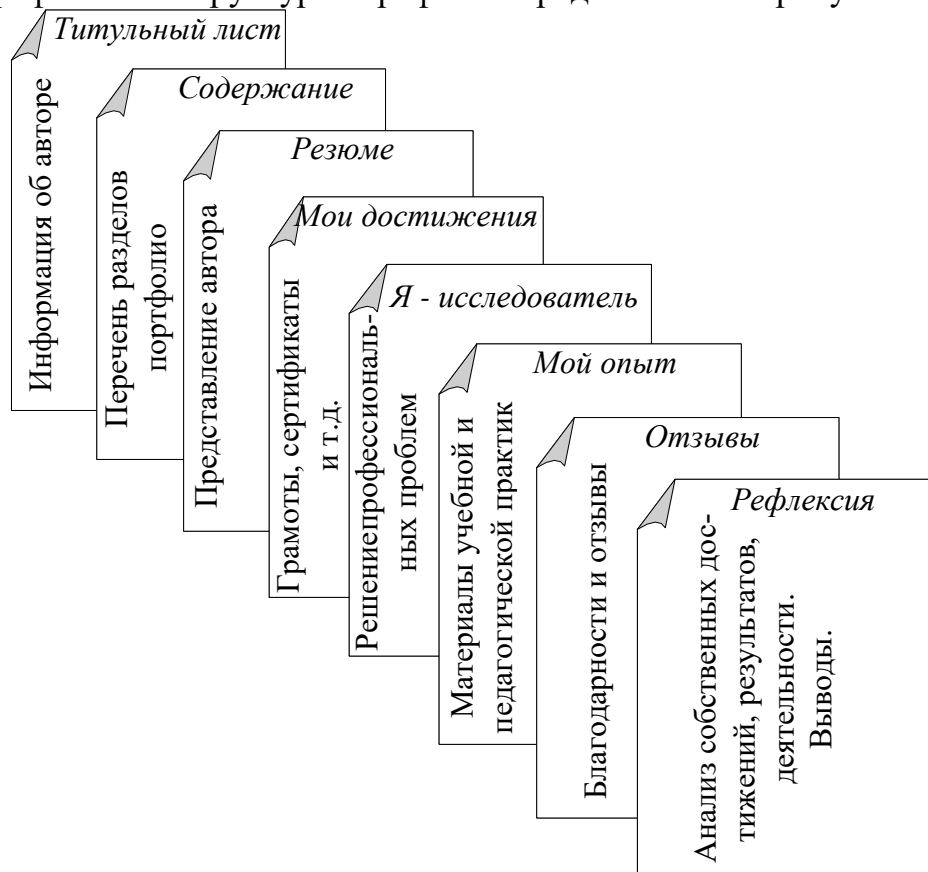 Титульный лист
Информация об авторе
Содержание
Перечень разделов
портфолио
Резюме
Представление автора
Мои достижения
Грамоты, сертификаты
и т.д.
Я - исследователь
Решениепрофессиональ-
ных проблем
Мой опыт
Материалы учебной и
педагогической практик
Отзывы
Благодарности и отзывы
Рефлексия
Анализ собственных дос-
тижений, результатов,
деятельности.
Выводы.